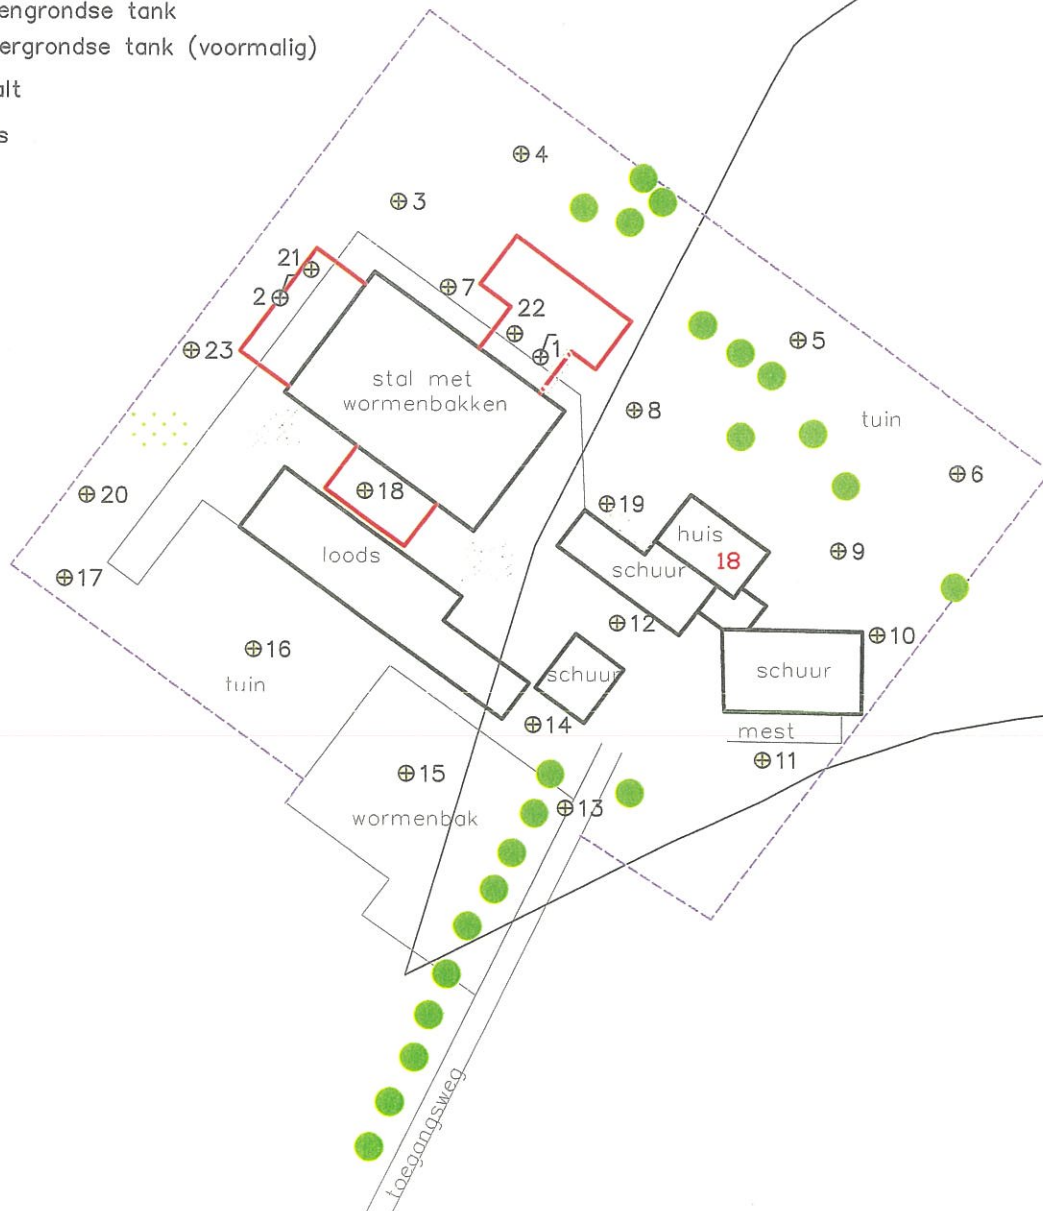 engrondse tank
ergrondse tank (voormalig)
alt
s
4
3
21
2
7
22
1
23
5
stal met
wormenbakken
8
tuin
6
20
18
19
huis
18
9
loods
schuur
17
12
10
16
schuur
schuur
tuin
14
mest
11
15
13
wormenbak
toegangsweg